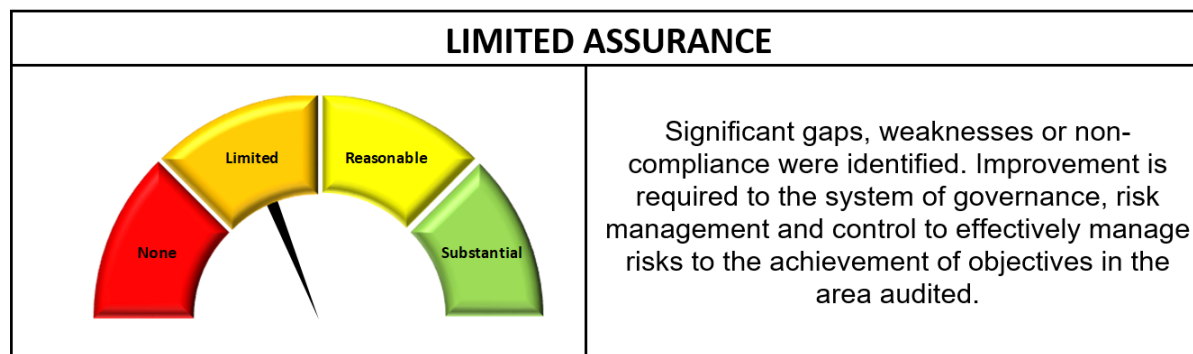 LIMITED ASSURANCE
Limited
Reasonable
None
Substantial
Significant gaps, weaknesses or non-
compliance were identified. Improvement is
required to the system of governance, risk
management and control to effectively manage
risks to the achievement of objectives in the
area audited.